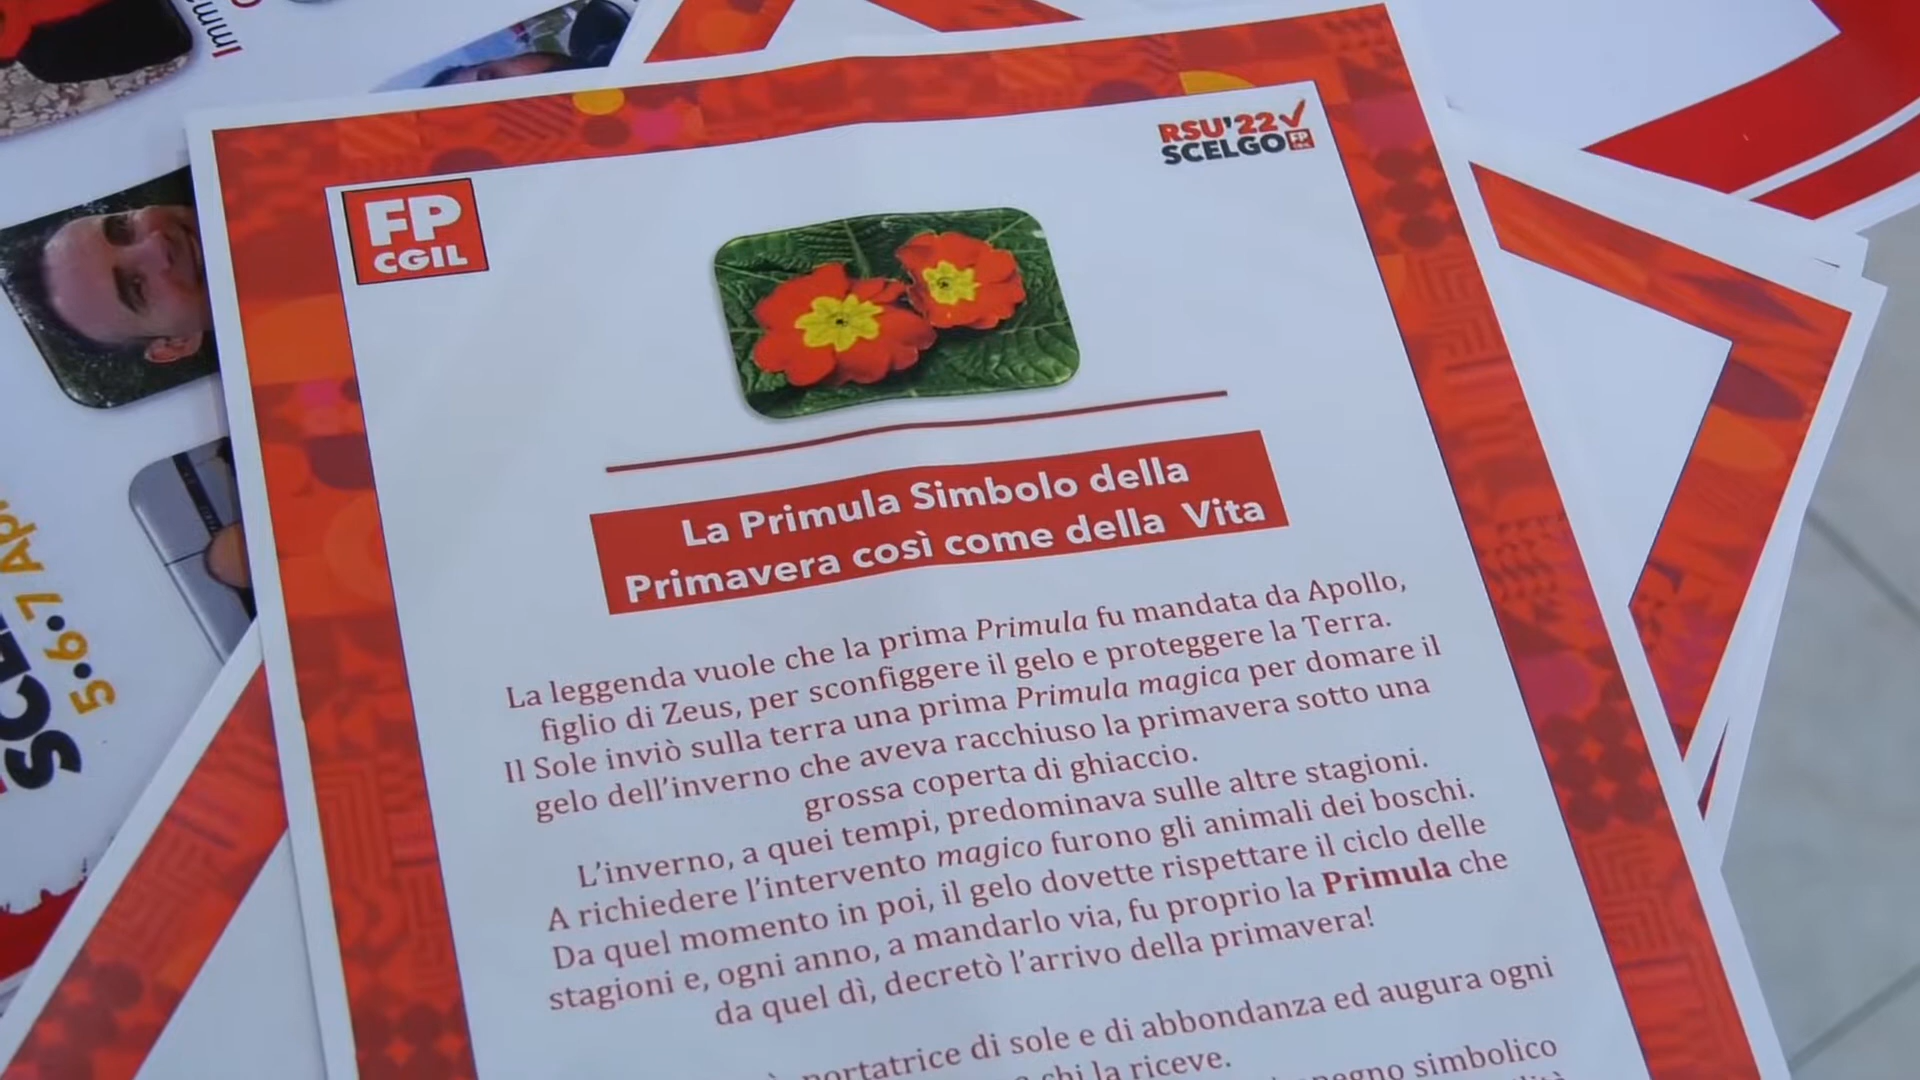 Imm
RSU'22
SCELGO FP
FP
CGIL
La Primula Simbolo della
Primavera così come della Vita
La leggenda vuole che la prima Primula fu mandata da Apollo,
figlio di Zeus, per sconfiggere il gelo e proteggere la Terra.
Il Sole inviò sulla terra una prima Primula magica per domare il
gelo dell'inverno che aveva racchiuso la primavera sotto una
grossa coperta di ghiaccio.
L'inverno, a quei tempi, predominava sulle altre stagioni.
A richiedere l'intervento magico furono gli animali dei boschi.
Da quel momento in poi, il gelo dovette rispettare il ciclo delle
stagioni e, ogni anno, a mandarlo via, fu proprio la Primula che
da quel dì, decretò l'arrivo della primavera!
portatrice di sole e di abbondanza ed augura ogni
chi la riceve.
simbolico
SCEL
5.6.7 Apr